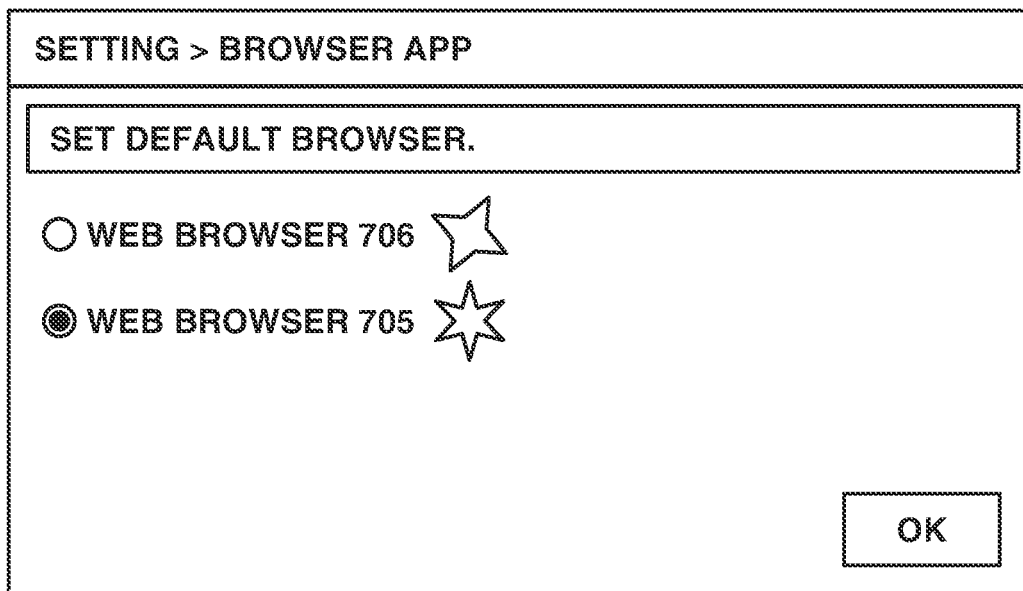 SETTING > BROWSER APP
SET DEFAULT BROWSER.
WEB BROWSER 706
WEB BROWSER 705
OK